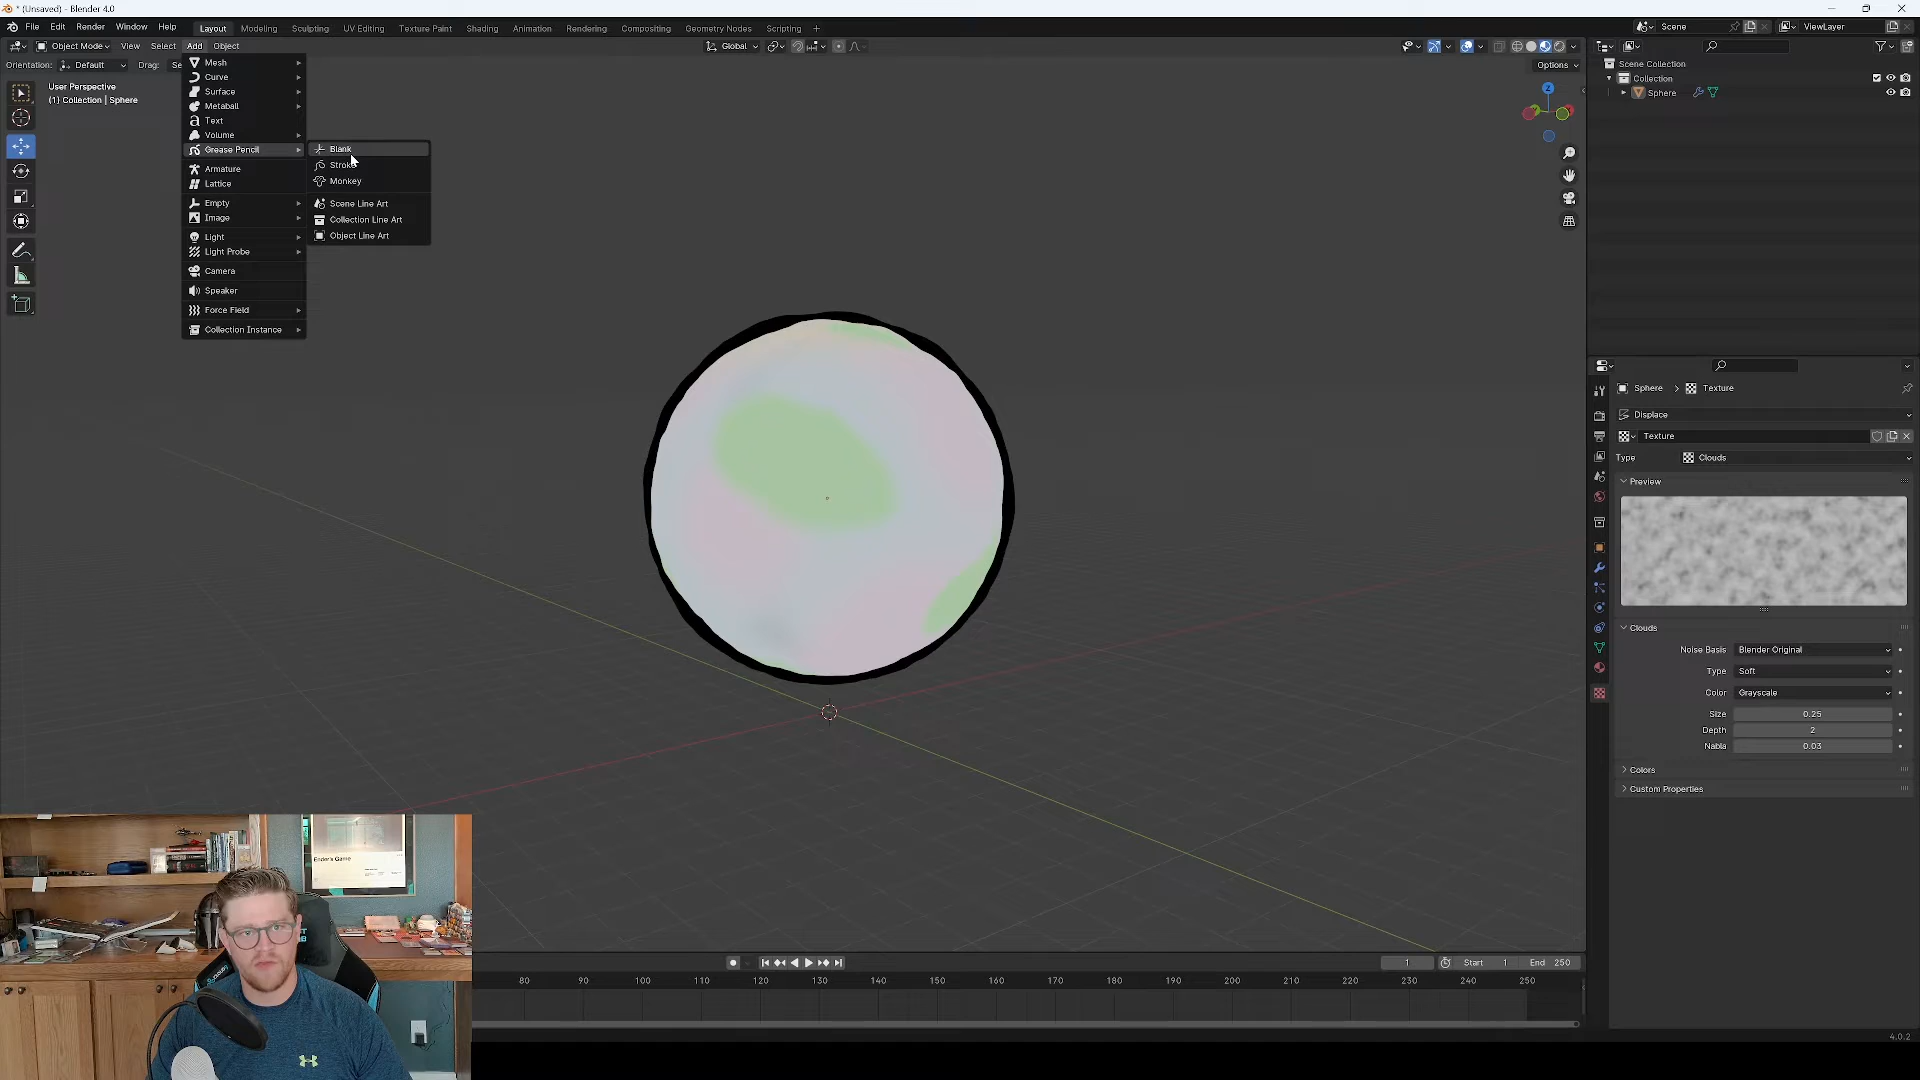 * (Unsaved) - Blender 4.0
File Edit Render Window Help Layout Modeling Sculpting UV Editing Texture Paint Shading Animation Rendering Compositing Geometry Nodes Scripting + Scene ViewLayer
Object Mode View Select Add Object Global
Orientation: Default Drag: Se Options
User Perspective
(1) Collection | Sphere
Mesh
Curve
Surface
Metaball
Text
Volume
Grease Pencil
Armature
Lattice
Empty
Image
Light
Light Probe
Camera
Speaker
Force Field
Collection Instance
Blank
Stroke
Monkey
Scene Line Art
Collection Line Art
Object Line Art
Z
Scene Collection
Collection
Sphere
Sphere > Texture
Displace
Texture
Type Clouds
Preview
Clouds
Noise Basis Blender Original
Type Soft
Color Grayscale
Size 0.25
Depth 2
Nabla 0.03
Colors
Custom Properties
Ender's Game
1 Start 1 End 250
80 90 100 110 120 130 140 150 160 170 180 190 200 210 220 230 240 250
4.0.2